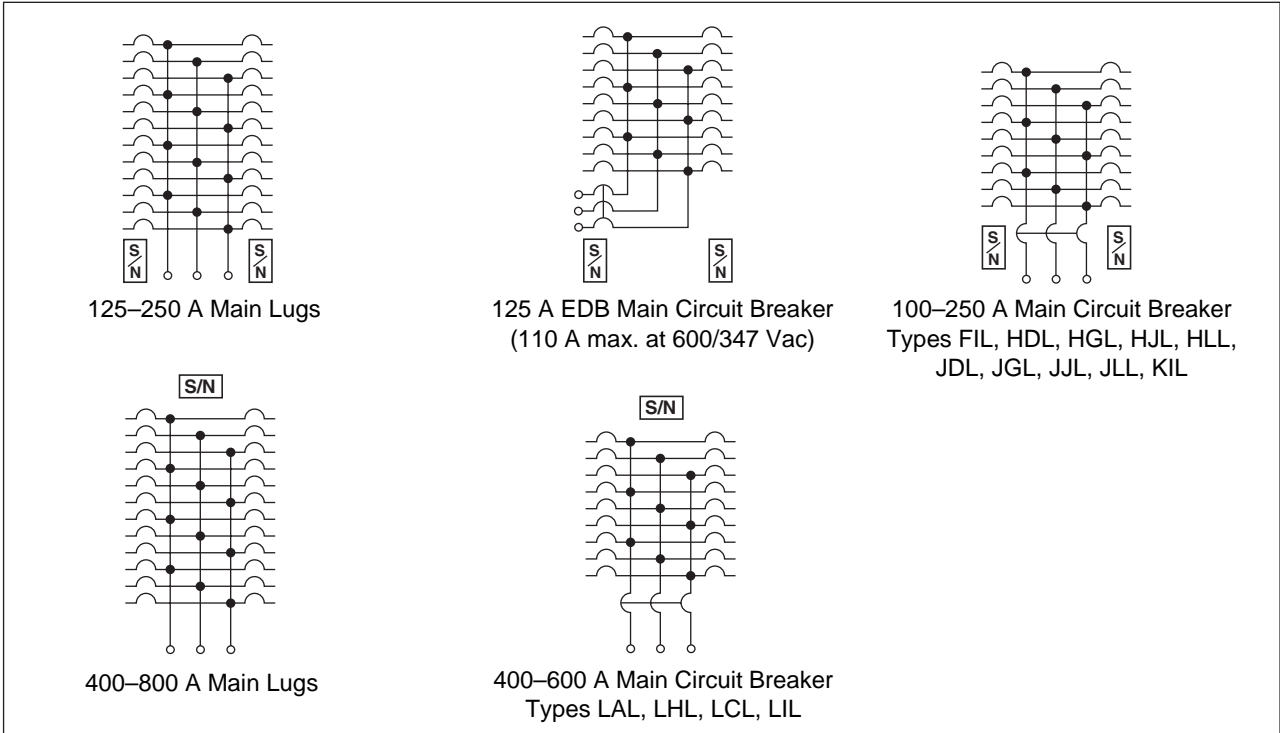 S/N
S/N
125–250 A Main Lugs
S/N
S/N
125 A EDB Main Circuit Breaker
(110 A max. at 600/347 Vac)
S/N
S/N
100–250 A Main Circuit Breaker
Types FIL, HDL, HGL, HJL, HLL,
JDL, JGL, JJL, JLL, KIL
S/N
400–800 A Main Lugs
S/N
400–600 A Main Circuit Breaker
Types LAL, LHL, LCL, LIL